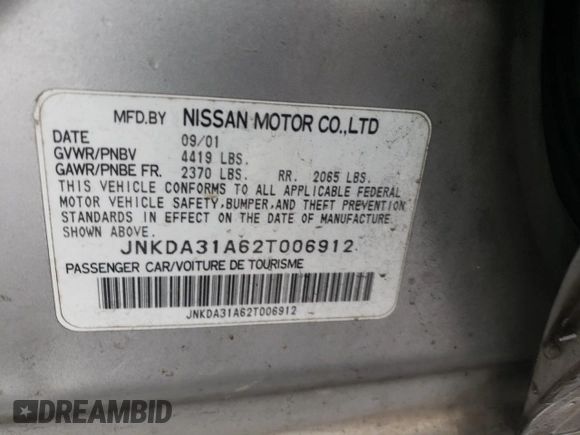 MFD.BY NISSAN MOTOR CO.,LTD
DATE 09/01
GVWR/PNBV 4419 LBS.
GAWR/PNBE FR. 2370 LBS. RR. 2065 LBS.
THIS VEHICLE CONFORMS TO ALL APPLICABLE FEDERAL
MOTOR VEHICLE SAFETY,BUMPER,AND THEFT PREVENTION
STANDARDS IN EFFECT ON THE DATE OF MANUFACTURE
SHOWN ABOVE.
JNKDA31A62T006912
PASSENGER CAR/VOITURE DE TOURISME
JNKDA31A62T006912
DREAMBID